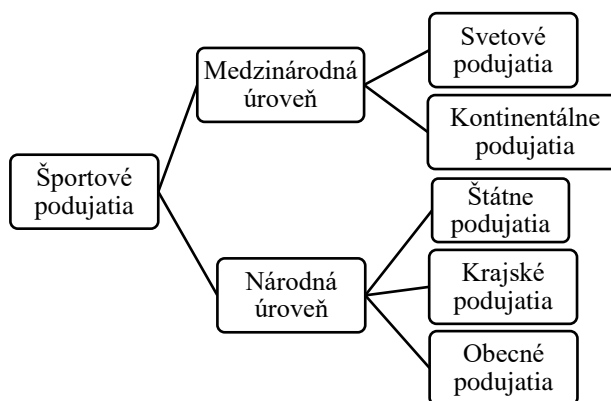 Športové
podujatia
Medzinárodná
úroveň
Svetové
podujatia
Kontinentálne
podujatia
Národná
úroveň
Štátne
podujatia
Krajské
podujatia
Obecné
podujatia